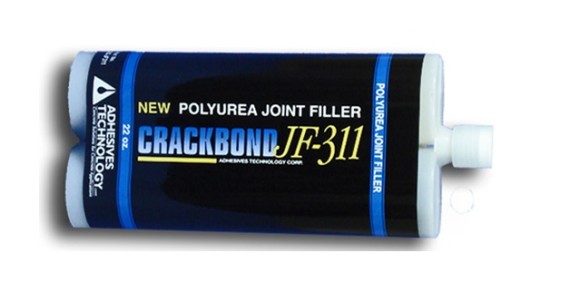 NEW POLYUREA JOINT FILLER
CRACKBOND JF-311
ADHESIVES TECHNOLOGY CORP.
ADHESIVES
TECHNOLOGY
22 oz.
POLYUREA JOINT FILLER